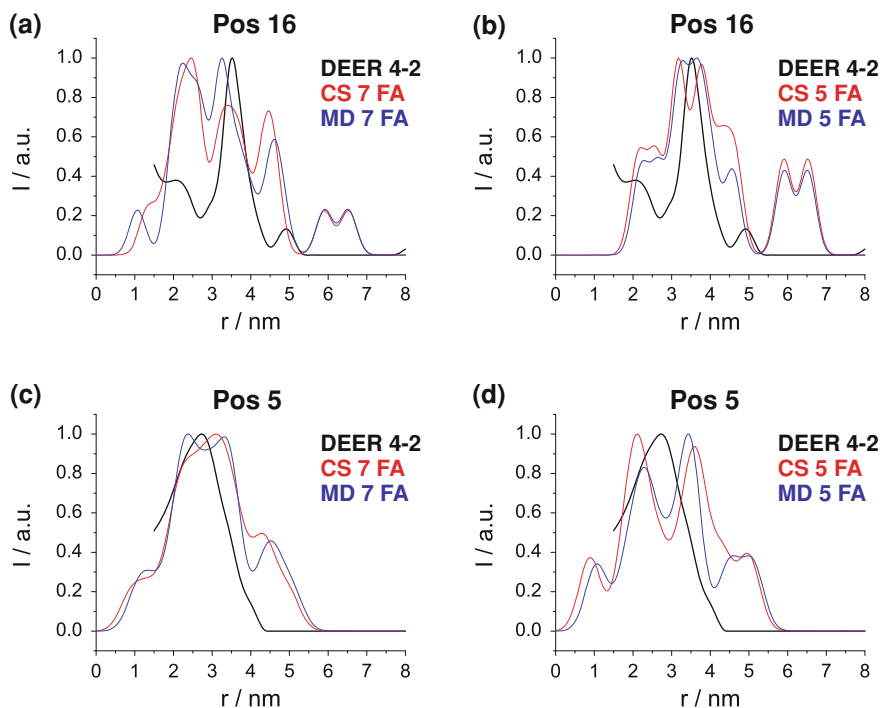 (a)
Pos 16
DEER 4-2
CS 7 FA
MD 7 FA
I / a.u.
1.0
0.8
0.6
0.4
0.2
0.0
0 1 2 3 4 5 6 7 8
r / nm
(b)
Pos 16
DEER 4-2
CS 5 FA
MD 5 FA
I / a.u.
1.0
0.8
0.6
0.4
0.2
0.0
0 1 2 3 4 5 6 7 8
r / nm
(c)
Pos 5
DEER 4-2
CS 7 FA
MD 7 FA
I / a.u.
1.0
0.8
0.6
0.4
0.2
0.0
0 1 2 3 4 5 6 7 8
r / nm
(d)
Pos 5
DEER 4-2
CS 5 FA
MD 5 FA
I / a.u.
1.0
0.8
0.6
0.4
0.2
0.0
0 1 2 3 4 5 6 7 8
r / nm